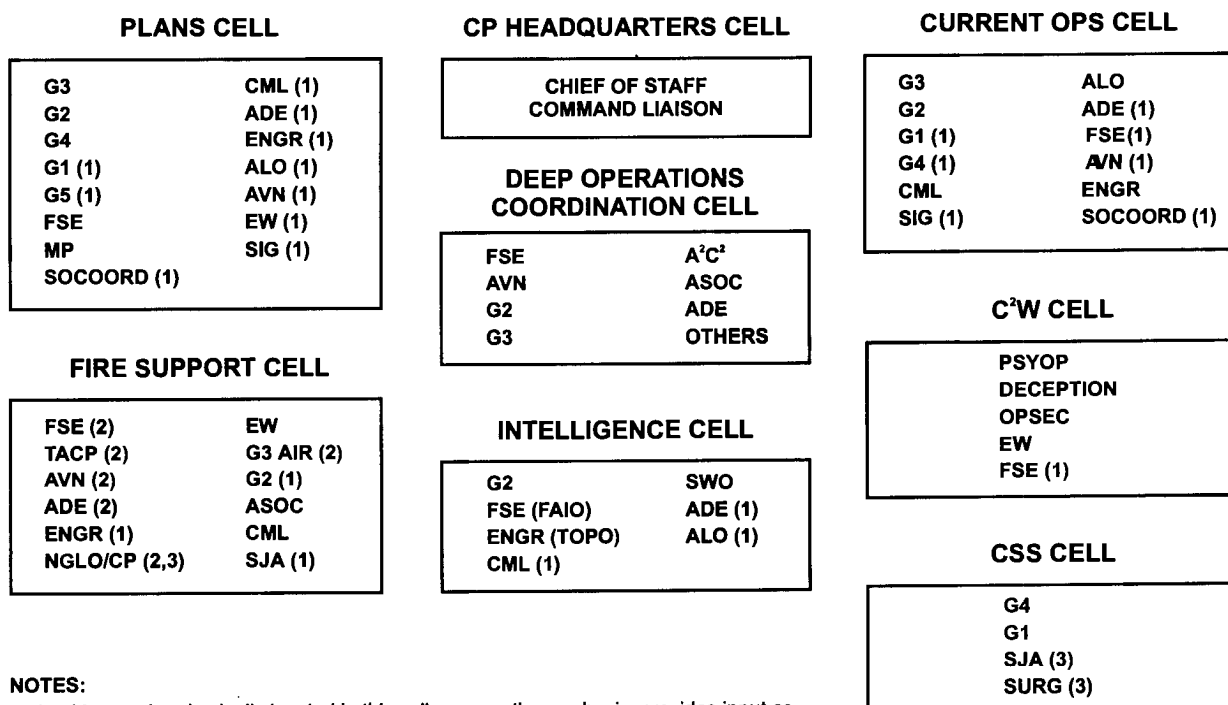 PLANS CELL
G3 CML (1)
G2 ADE (1)
G4 ENGR (1)
G1 (1) ALO (1)
G5 (1) AVN (1)
FSE EW (1)
MP SIG (1)
SOCOORD (1)
FIRE SUPPORT CELL
FSE (2) EW
TACP (2) G3 AIR (2)
AVN (2) G2 (1)
ADE (2) ASOC
ENGR (1) CML
NGLO/CP (2,3) SJA (1)
NOTES:
CP HEADQUARTERS CELL
CHIEF OF STAFF
COMMAND LIAISON
DEEP OPERATIONS
COORDINATION CELL
FSE A²C²
AVN ASOC
G2 ADE
G3 OTHERS
INTELLIGENCE CELL
G2 SWO
FSE (FAIO) ADE (1)
ENGR (TOPO) ALO (1)
CML (1)
CURRENT OPS CELL
G3 ALO
G2 ADE (1)
G1 (1) FSE(1)
G4 (1) AVN (1)
CML ENGR
SIG (1) SOCOORD (1)
C²W CELL
PSYOP
DECEPTION
OPSEC
EW
FSE (1)
CSS CELL
G4
G1
SJA (3)
SURG (3)